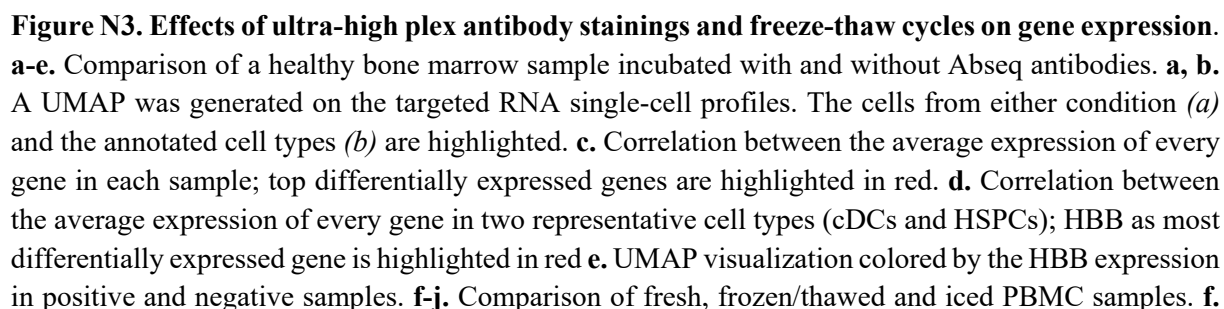 Figure N3. Effects of ultra-high plex antibody stainings and freeze-thaw cycles on gene expression.
a-e. Comparison of a healthy bone marrow sample incubated with and without Abseq antibodies. a, b.
A UMAP was generated on the targeted RNA single-cell profiles. The cells from either condition (a)
and the annotated cell types (b) are highlighted. c. Correlation between the average expression of every
gene in each sample; top differentially expressed genes are highlighted in red. d. Correlation between
the average expression of every gene in two representative cell types (cDCs and HSPCs); HBB as most
differentially expressed gene is highlighted in red e. UMAP visualization colored by the HBB expression
in positive and negative samples. f-j. Comparison of fresh, frozen/thawed and iced PBMC samples. f.